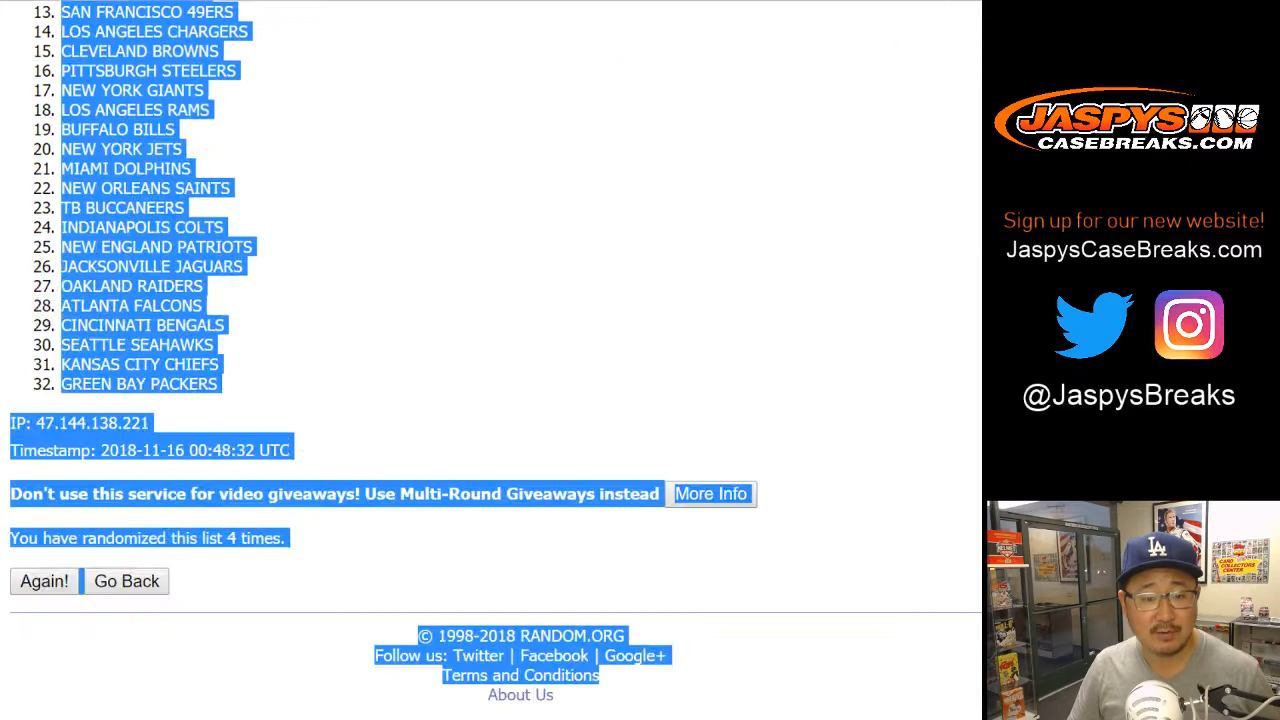 13. SAN FRANCISCO 49ERS
14. LOS ANGELES CHARGERS
15. CLEVELAND BROWNS
16. PITTSBURGH STEELERS
17. NEW YORK GIANTS
18. LOS ANGELES RAMS
19. BUFFALO BILLS
20. NEW YORK JETS
21. MIAMI DOLPHINS
22. NEW ORLEANS SAINTS
23. TB BUCCANEERS
24. INDIANAPOLIS COLTS
25. NEW ENGLAND PATRIOTS
26. JACKSONVILLE JAGUARS
27. OAKLAND RAIDERS
28. ATLANTA FALCONS
29. CINCINNATI BENGALS
30. SEATTLE SEAHAWKS
31. KANSAS CITY CHIEFS
32. GREEN BAY PACKERS
IP: 47.144.138.221
Timestamp: 2018-11-16 00:48:32 UTC
Don't use this service for video giveaways! Use Multi-Round Giveaways instead More Info
You have randomized this list 4 times.
Again! Go Back
© 1998-2018 RANDOM.ORG
Follow us: Twitter | Facebook | Google+
Terms and Conditions
About Us
JASPYS
CASEBREAKS.COM
Sign up for our new website!
JaspysCaseBreaks.com
@JaspysBreaks
LA
CARD
COLLECTORS
CENTER